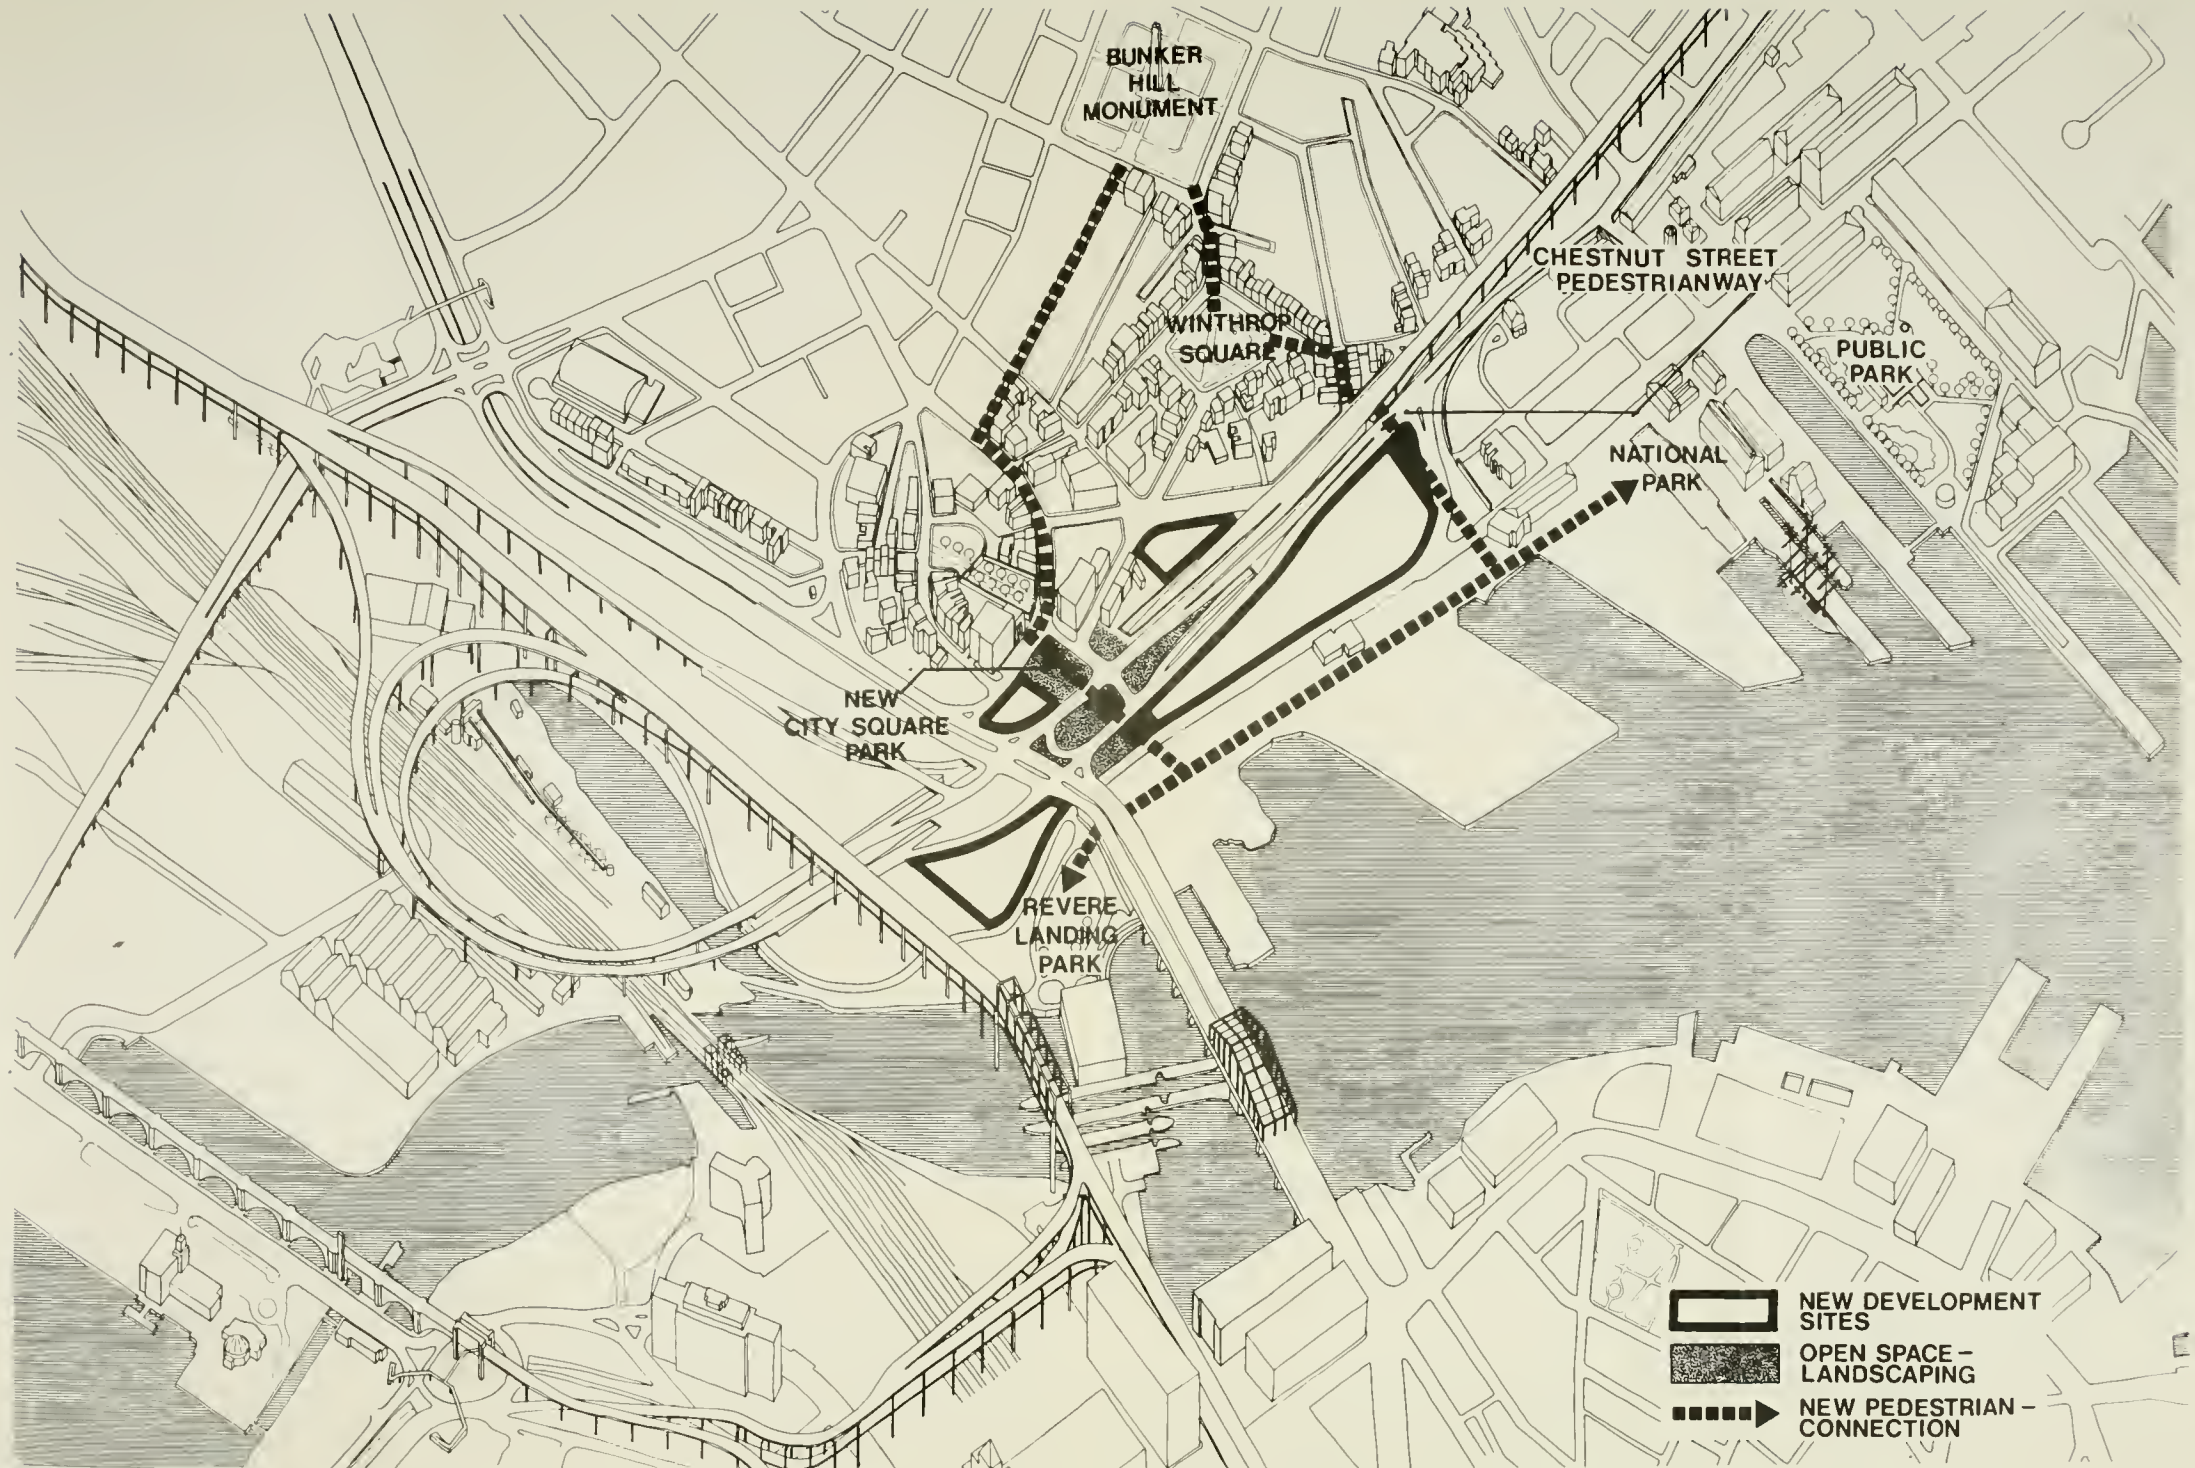 BUNKER
HILL
MONUMENT
CHESTNUT STREET
PEDESTRIANWAY
WINTHROP
SQUARE
PUBLIC
PARK
NATIONAL
PARK
NEW
CITY SQUARE
PARK
REVERE
LANDING
PARK
NEW DEVELOPMENT
SITES
OPEN SPACE –
LANDSCAPING
NEW PEDESTRIAN –
CONNECTION